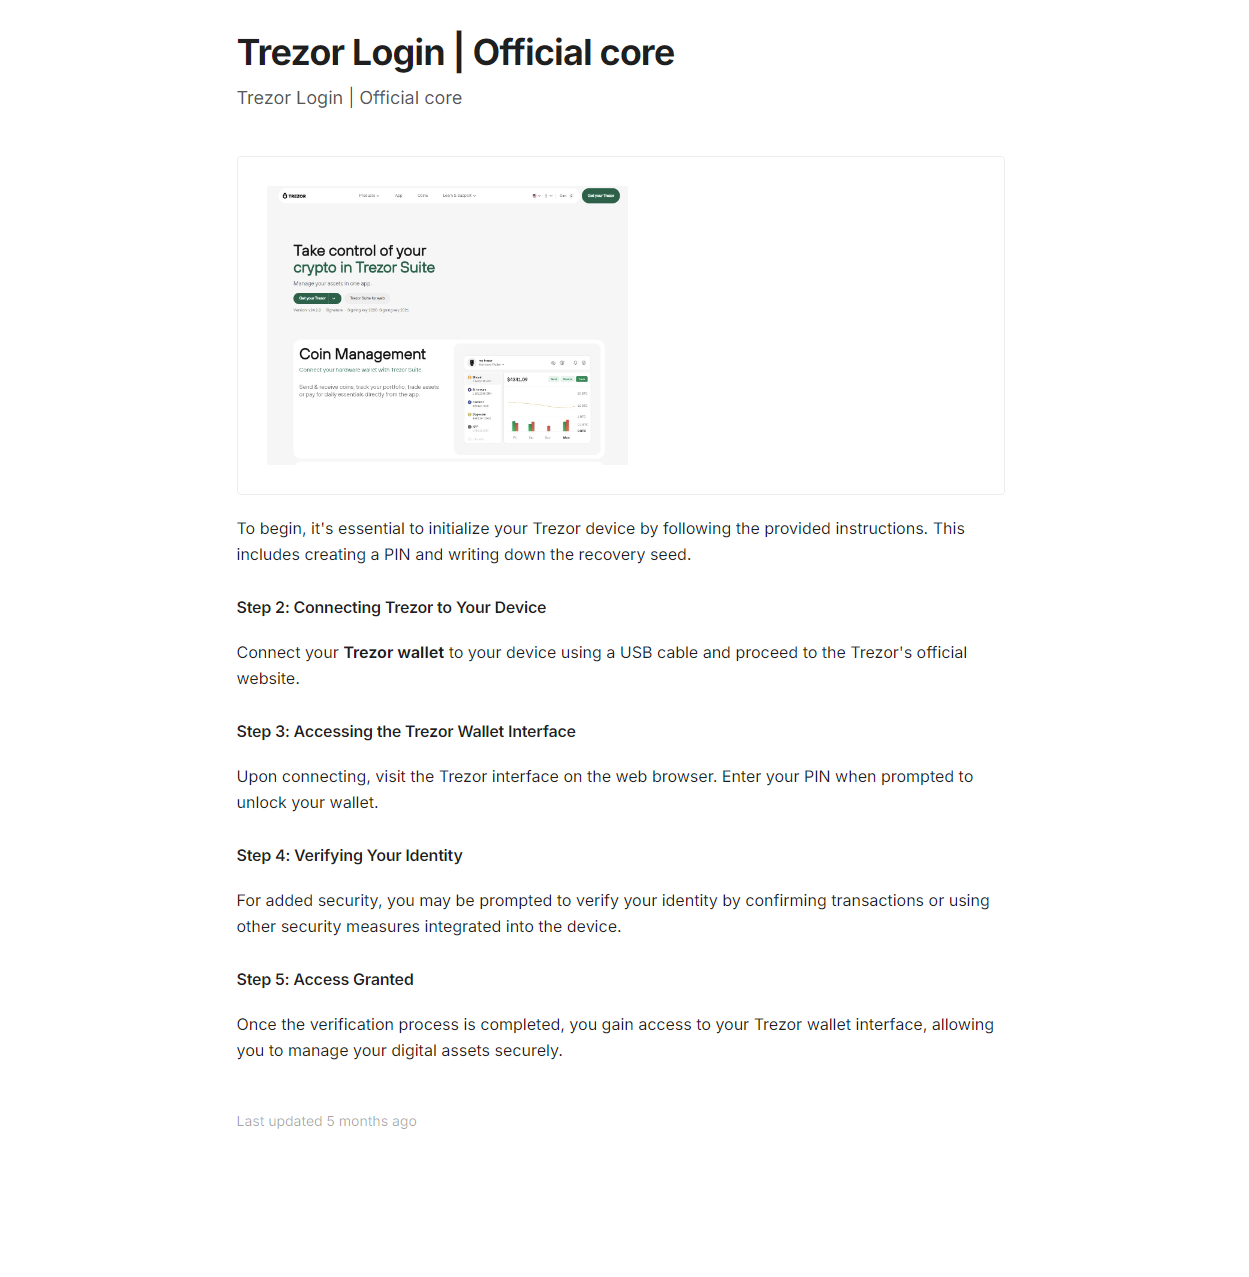 Trezor Login | Official core
Trezor Login | Official core
TREZOR
Products
App
Coins
Learn & Support
Get your Trezor
Take control of your
crypto in Trezor Suite
Manage your assets in one app
Get your Trezor
Trezor Suite for web
Coin Management
Connect your hardware wallet with Trezor Suite
Send & receive coins, track your portfolio, trade assets
or pay for daily essentials directly from the app
$4341.09
To begin, it's essential to initialize your Trezor device by following the provided instructions. This
includes creating a PIN and writing down the recovery seed.
Step 2: Connecting Trezor to Your Device
Connect your Trezor wallet to your device using a USB cable and proceed to the Trezor's official
website.
Step 3: Accessing the Trezor Wallet Interface
Upon connecting, visit the Trezor interface on the web browser. Enter your PIN when prompted to
unlock your wallet.
Step 4: Verifying Your Identity
For added security, you may be prompted to verify your identity by confirming transactions or using
other security measures integrated into the device.
Step 5: Access Granted
Once the verification process is completed, you gain access to your Trezor wallet interface, allowing
you to manage your digital assets securely.
Last updated 5 months ago